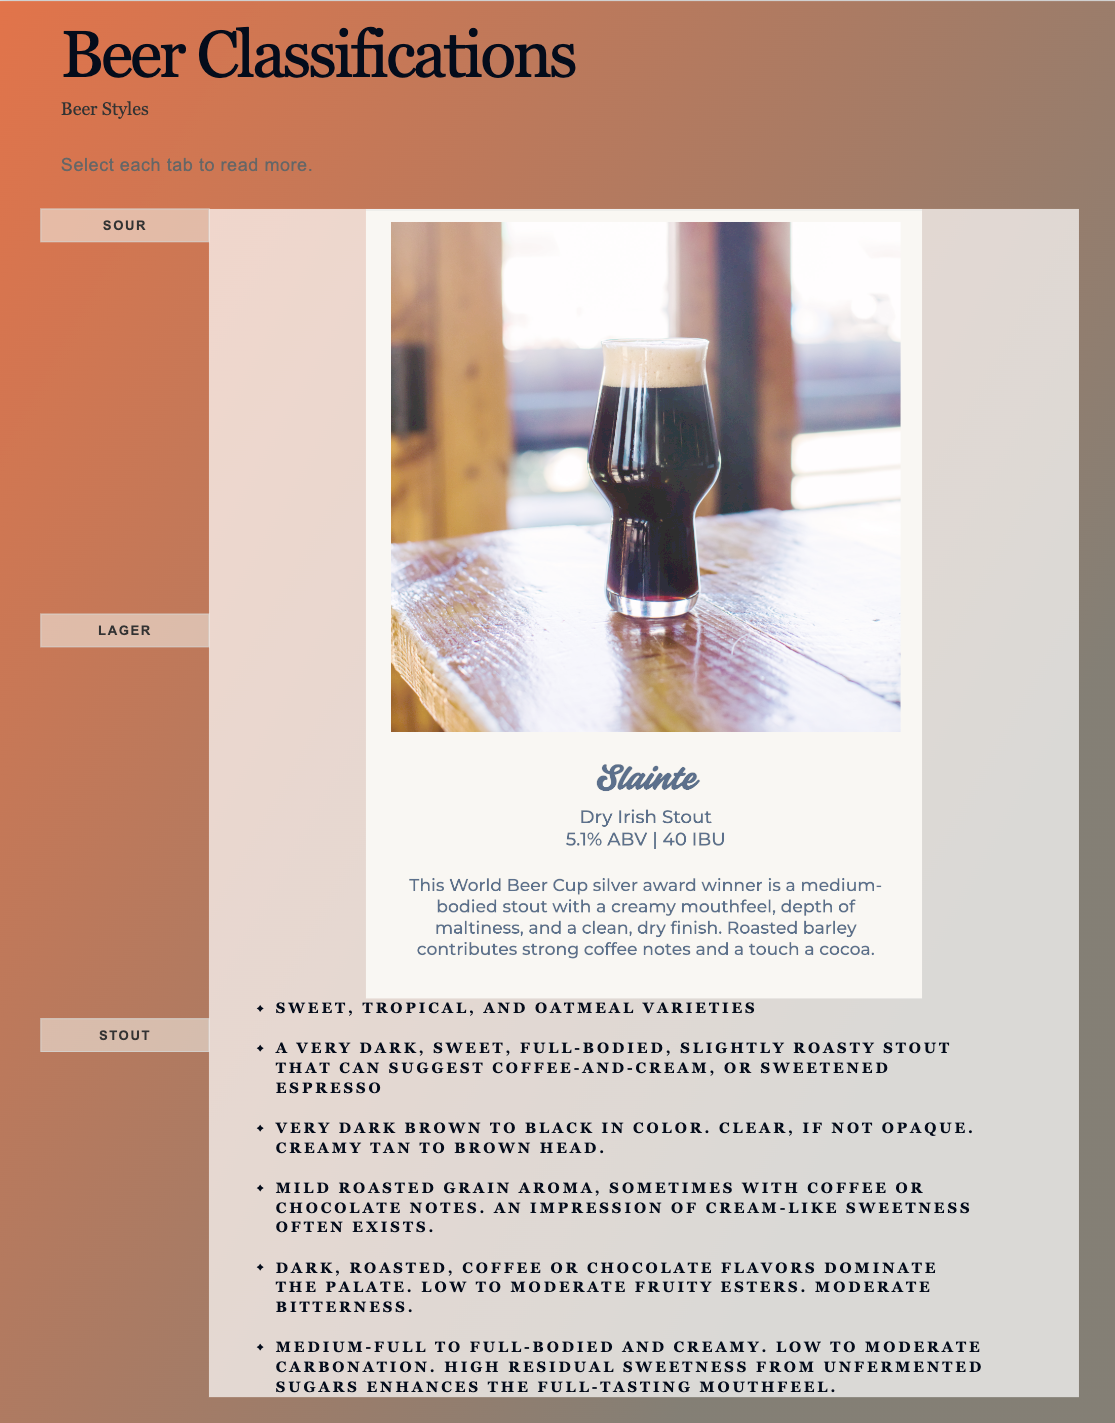 Beer Classifications
Beer Styles
Select each tab to read more.
SOUR
LAGER
STOUT
Slainte
Dry Irish Stout
5.1% ABV | 40 IBU
This World Beer Cup silver award winner is a medium-
bodied stout with a creamy mouthfeel, depth of
maltiness, and a clean, dry finish. Roasted barley
contributes strong coffee notes and a touch a cocoa.
✦ SWEET, TROPICAL, AND OATMEAL VARIETIES
✦ A VERY DARK, SWEET, FULL-BODIED, SLIGHTLY ROASTY STOUT
THAT CAN SUGGEST COFFEE-AND-CREAM, OR SWEETENED
ESPRESSO
✦ VERY DARK BROWN TO BLACK IN COLOR. CLEAR, IF NOT OPAQUE.
CREAMY TAN TO BROWN HEAD.
✦ MILD ROASTED GRAIN AROMA, SOMETIMES WITH COFFEE OR
CHOCOLATE NOTES. AN IMPRESSION OF CREAM-LIKE SWEETNESS
OFTEN EXISTS.
✦ DARK, ROASTED, COFFEE OR CHOCOLATE FLAVORS DOMINATE
THE PALATE. LOW TO MODERATE FRUITY ESTERS. MODERATE
BITTERNESS.
✦ MEDIUM-FULL TO FULL-BODIED AND CREAMY. LOW TO MODERATE
CARBONATION. HIGH RESIDUAL SWEETNESS FROM UNFERMENTED
SUGARS ENHANCES THE FULL-TASTING MOUTHFEEL.